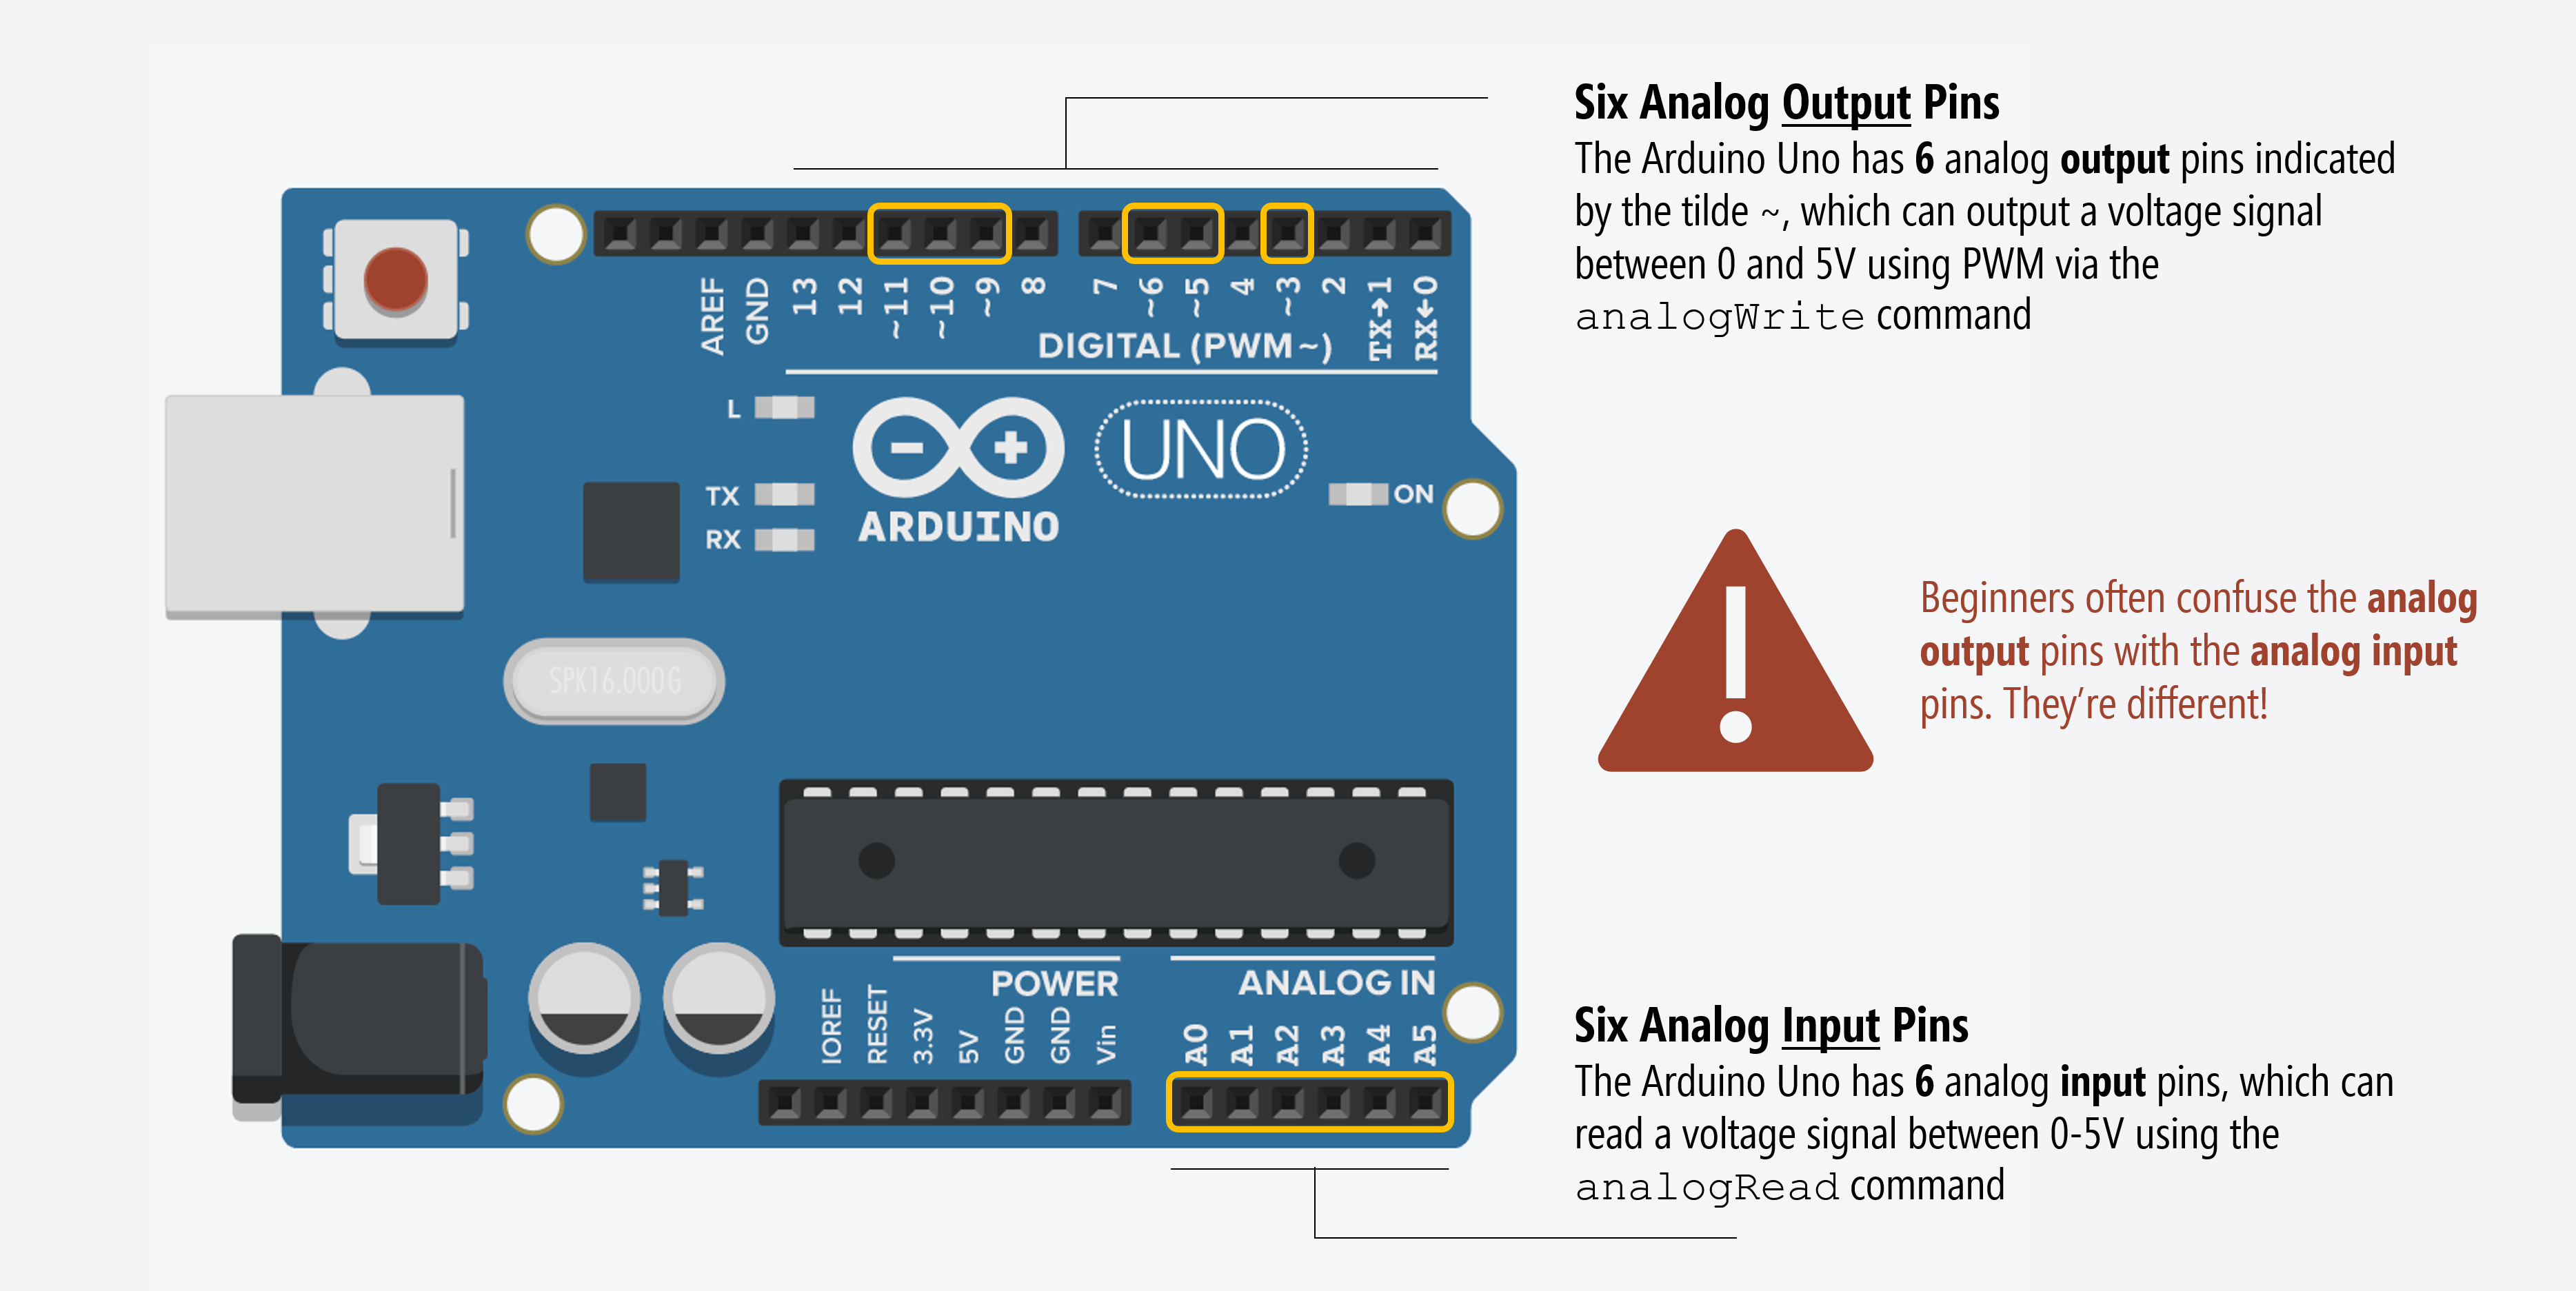 Six Analog Output Pins
The Arduino Uno has 6 analog output pins indicated
by the tilde ~, which can output a voltage signal
between 0 and 5V using PWM via the
analogWrite command
AREF
GND
13
12
~11
~10
~9
8
7
~6
~5
4
~3
2
TX→1
RX←0
DIGITAL (PWM~)
L
TX
RX
ARDUINO
UNO
ON
Beginners often confuse the analog
output pins with the analog input
pins. They’re different!
SPK16.000G
POWER
ANALOG IN
IOREF
RESET
3.3V
5V
GND
GND
Vin
A0
A1
A2
A3
A4
A5
Six Analog Input Pins
The Arduino Uno has 6 analog input pins, which can
read a voltage signal between 0-5V using the
analogRead command